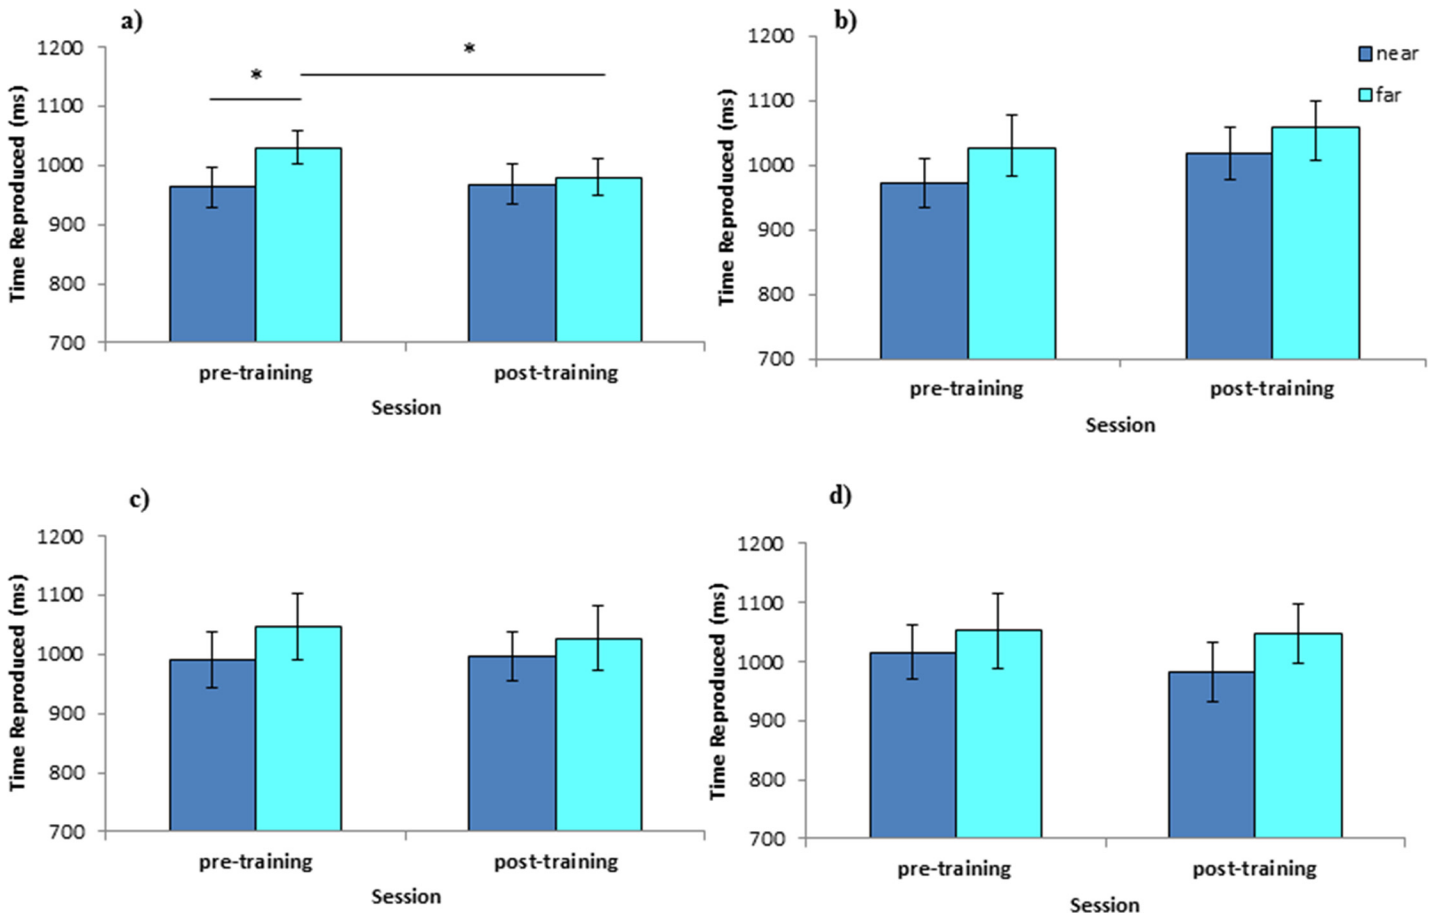 a)
*
*
1200
1100
1000
900
800
700
Time Reproduced (ms)
pre-training
post-training
Session
b)
near
far
1200
1100
1000
900
800
700
Time Reproduced (ms)
pre-training
post-training
Session
c)
1200
1100
1000
900
800
700
Time Reproduced (ms)
pre-training
post-training
Session
d)
1200
1100
1000
900
800
700
Time Reproduced (ms)
pre-training
post-training
Session